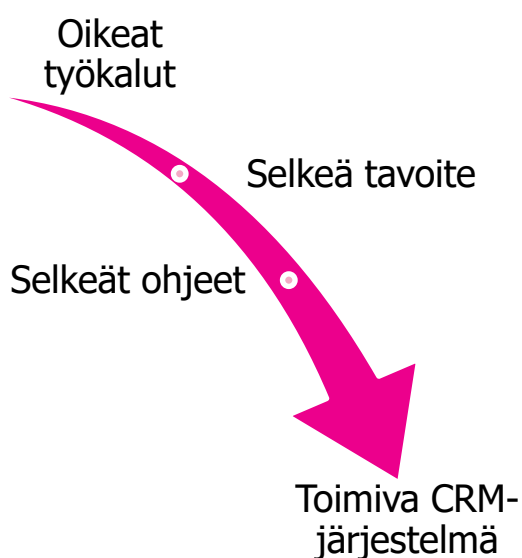 Oikeat
työkalut
Selkeä tavoite
Selkeät ohjeet
Toimiva CRM-
järjestelmä